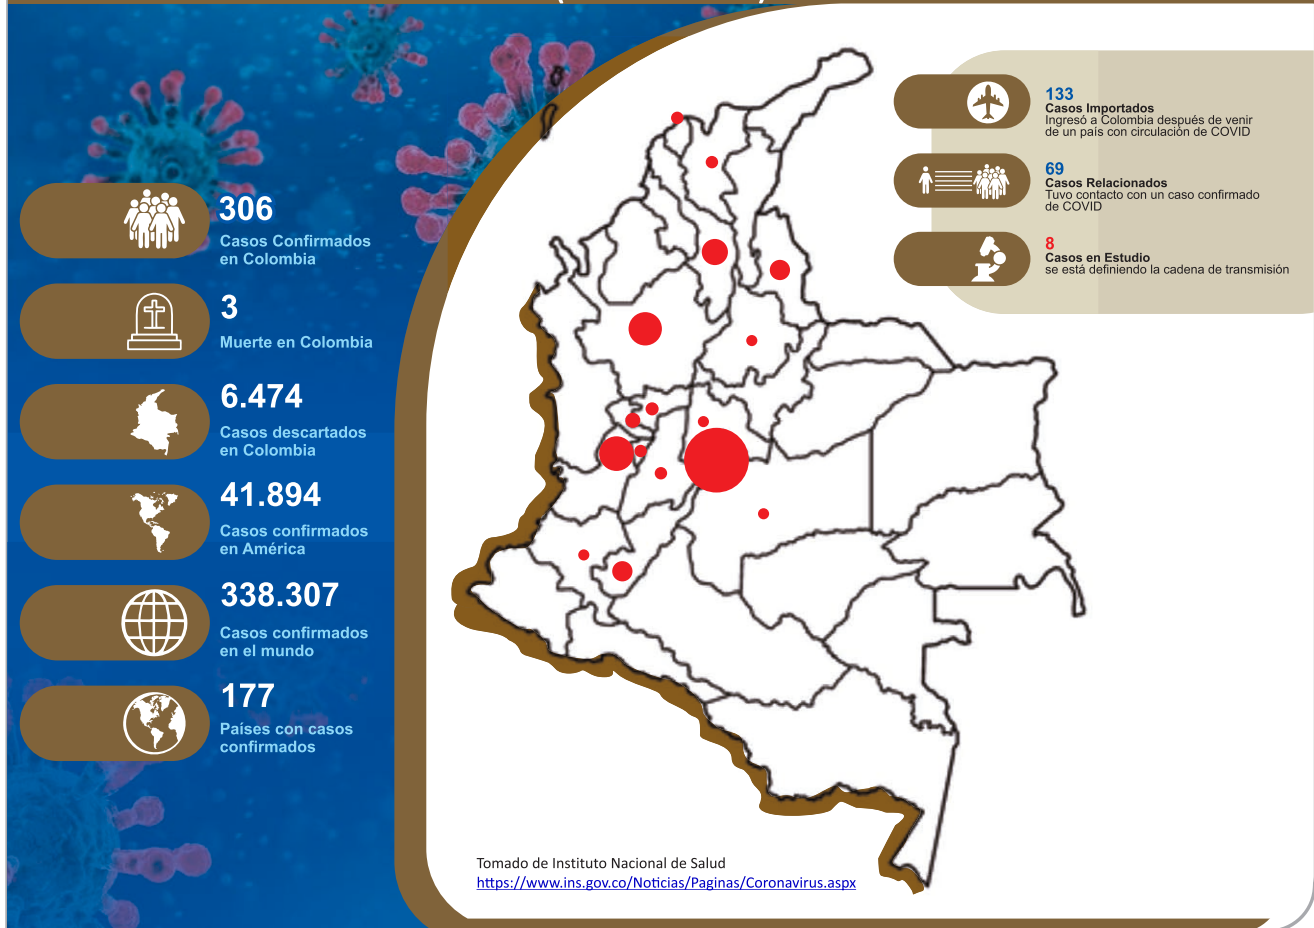 306
Casos Confirmados
en Colombia
3
Muerte en Colombia
6.474
Casos descartados
en Colombia
41.894
Casos confirmados
en América
338.307
Casos confirmados
en el mundo
177
Países con casos
confirmados
133
Casos Importados
Ingresó a Colombia después de venir
de un país con circulación de COVID
69
Casos Relacionados
Tuvo contacto con un caso confirmado
de COVID
8
Casos en Estudio
se está definiendo la cadena de transmisión
Tomado de Instituto Nacional de Salud
https://www.ins.gov.co/Noticias/Paginas/Coronavirus.aspx